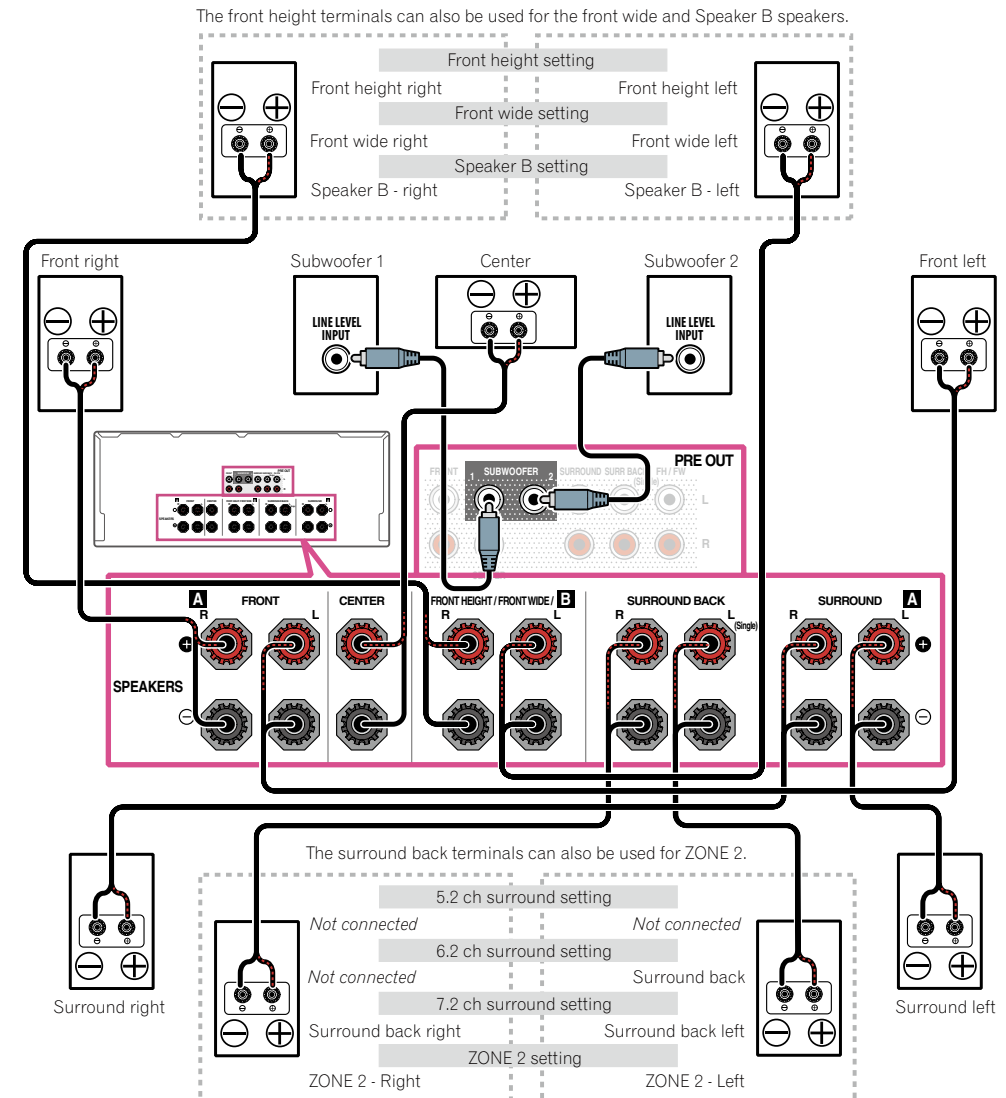 The front height terminals can also be used for the front wide and Speaker B speakers.
Front height setting
Front height right
Front height left
Front wide setting
Front wide right
Front wide left
Speaker B setting
Speaker B - right
Speaker B - left
Front right
Subwoofer 1
Center
Subwoofer 2
Front left
LINE LEVEL
INPUT
LINE LEVEL
INPUT
PRE OUT
FRONT
SUBWOOFER
1
2
SURROUND
SURR BACK
(Single)
FH / FW
L
R
PRE OUT
SPEAKERS
A
FRONT
CENTER
FRONT HEIGHT / FRONT WIDE / B
SURROUND BACK
SURROUND
A
R
L
R
L
R
L
(Single)
R
L
SPEAKERS
Surround right
Surround left
The surround back terminals can also be used for ZONE 2.
5.2 ch surround setting
Not connected
Not connected
6.2 ch surround setting
Not connected
Surround back
7.2 ch surround setting
Surround back right
Surround back left
ZONE 2 setting
ZONE 2 - Right
ZONE 2 - Left